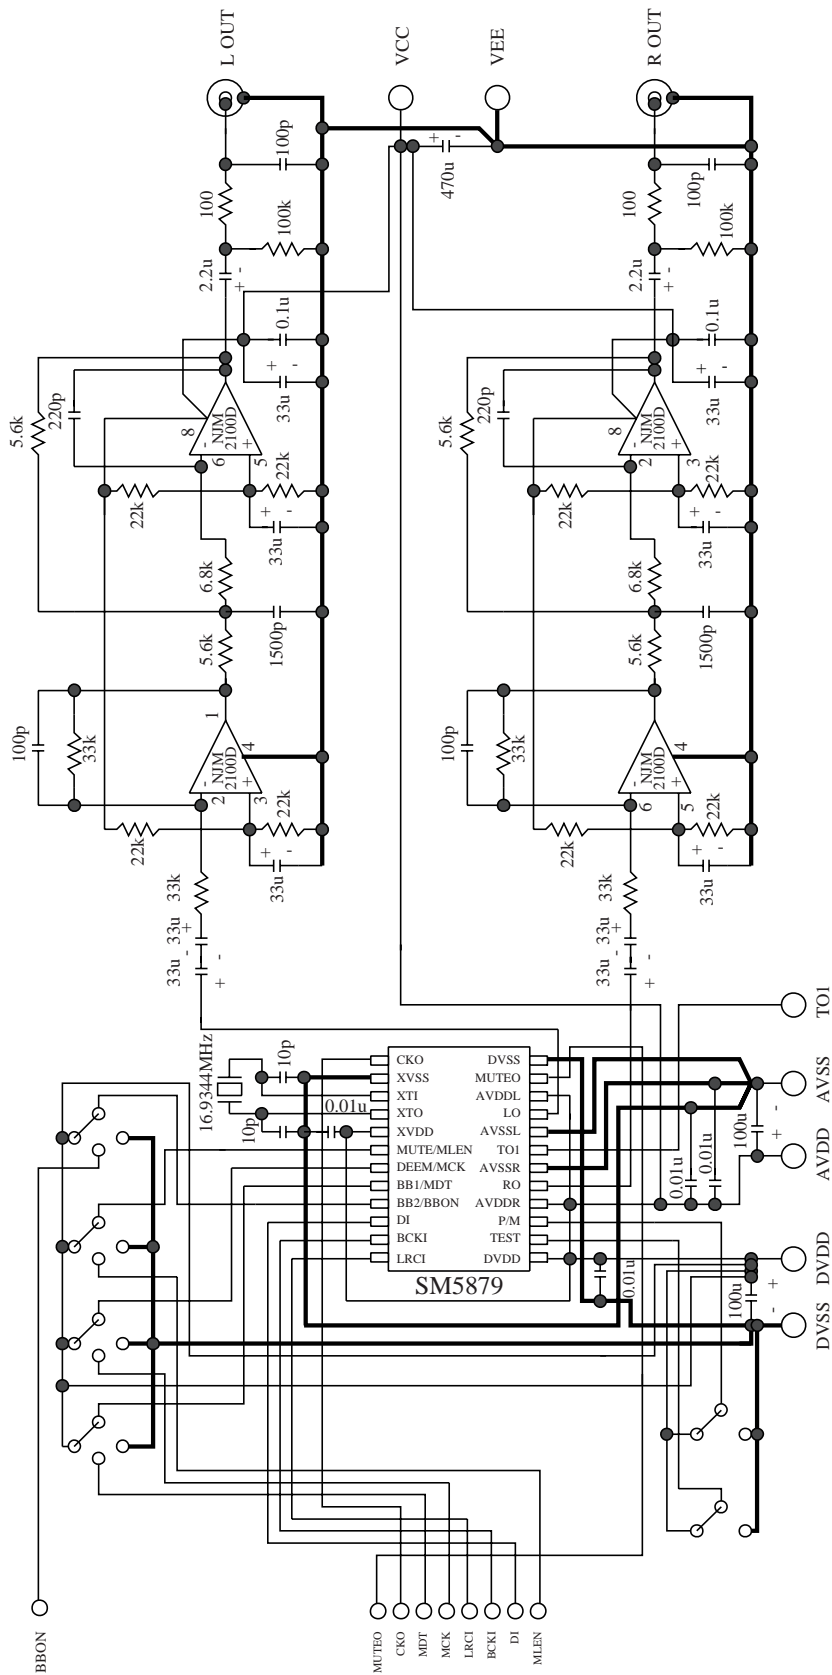 L OUT
VCC
VEE
R OUT
100p
+ -
470u
100p
100
100k
100
100k
2.2u
+ -
2.2u
+ -
0.1u
0.1u
+ -
33u
+ -
33u
5.6k
220p
8
NJM
2100D
- +
6 5
5.6k
220p
8
NJM
2100D
- +
2 3
22k
22k
+ -
33u
22k
22k
+ -
33u
6.8k
1500p
5.6k
6.8k
1500p
5.6k
100p
33k
1
NJM
2100D
4
- +
2 3
100p
33k
NJM
2100D
4
- +
6 5
22k
22k
+ -
33u
22k
22k
+ -
33u
33k
33u +
33u -
+ -
33k
33u +
33u -
+ -
TO1
16.9344MHz
10p
10p
0.01u
CKO
XVSS
XTI
XTO
XVDD
MUTE/MLEN
DEEM/MCK
BB1/MDT
BB2/BBON
DI
BCKI
LRCI
DVSS
MUTEO
AVDDL
LO
AVSSL
TO1
AVSSR
RO
AVDDR
P/M
TEST
DVDD
SM5879
AVSS
100u
+ -
0.01u
0.01u
AVDD
DVDD
0.01u
100u
+
-
DVSS
BBON
MUTEO
CKO
MDT
MCK
LRCI
BCKI
DI
MLEN